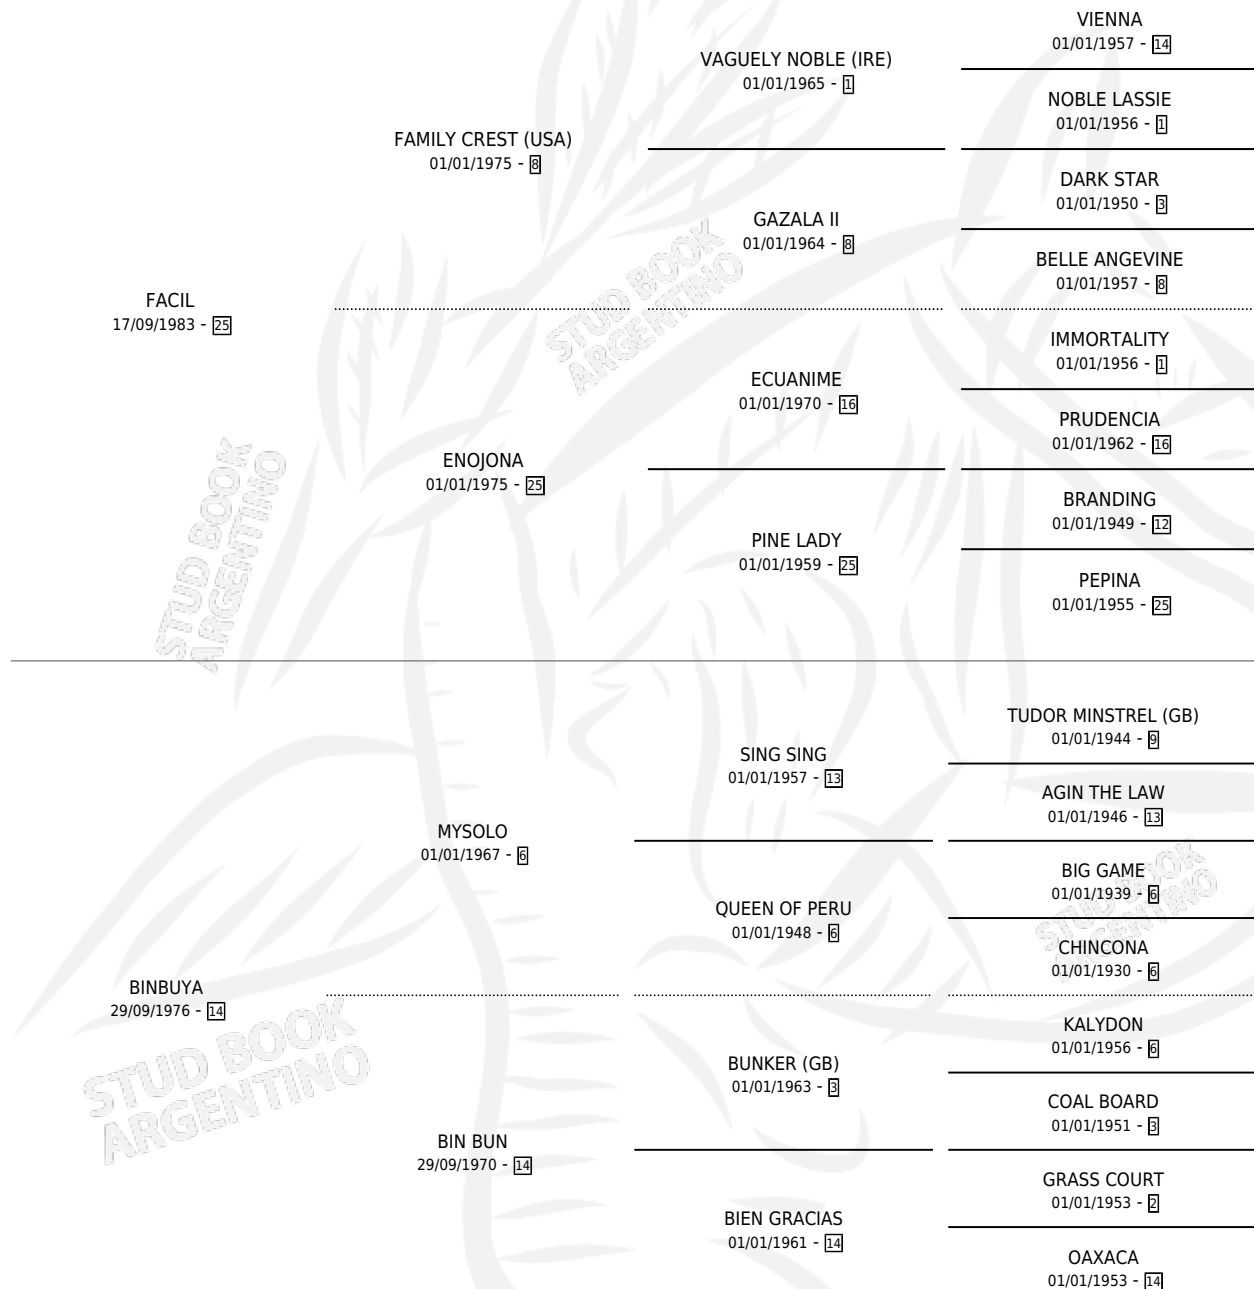 VIENNA
01/01/1957 - 14
VAGUELY NOBLE (IRE)
01/01/1965 - 1
NOBLE LASSIE
01/01/1956 - 1
FAMILY CREST (USA)
01/01/1975 - 8
DARK STAR
01/01/1950 - 3
GAZALA II
01/01/1964 - 8
BELLE ANGEVINE
01/01/1957 - 8
FACIL
17/09/1983 - 25
IMMORTALITY
01/01/1956 - 1
ECUANIME
01/01/1970 - 16
PRUDENCIA
01/01/1962 - 16
ENOJONA
01/01/1975 - 25
BRANDING
01/01/1949 - 12
PINE LADY
01/01/1959 - 25
PEPINA
01/01/1955 - 25
TUDOR MINSTREL (GB)
01/01/1944 - 9
SING SING
01/01/1957 - 13
AGIN THE LAW
01/01/1946 - 13
MYSOLO
01/01/1967 - 6
BIG GAME
01/01/1939 - 6
QUEEN OF PERU
01/01/1948 - 6
CHINCONA
01/01/1930 - 6
BINBUYA
29/09/1976 - 14
KALYDON
01/01/1956 - 6
BUNKER (GB)
01/01/1963 - 3
COAL BOARD
01/01/1951 - 3
BIN BUN
29/09/1970 - 14
GRASS COURT
01/01/1953 - 2
BIEN GRACIAS
01/01/1961 - 14
OAXACA
01/01/1953 - 14
STUD BOOK
ARGENTINO
STUD BOOK
ARGENTINO
STUD BOOK
ARGENTINO
STUD BOOK
ARGENTINO